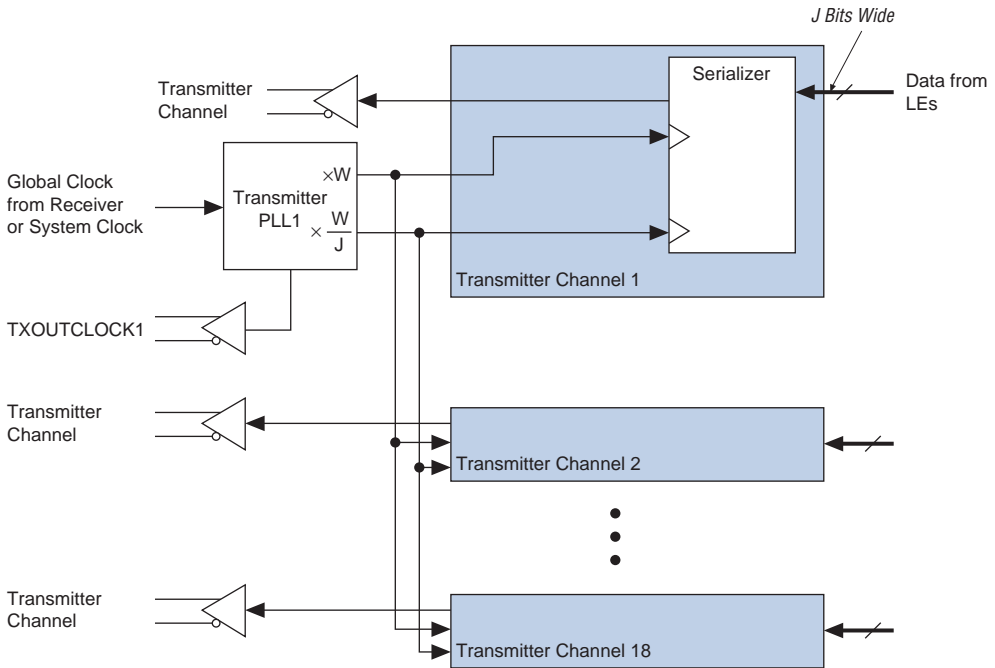 J Bits Wide
Transmitter
Channel
Serializer
Data from
LEs
Global Clock
from Receiver
or System Clock
×W
Transmitter
PLL1
× W
J
Transmitter Channel 1
TXOUTCLOCK1
Transmitter
Channel
Transmitter Channel 2
Transmitter
Channel
Transmitter Channel 18